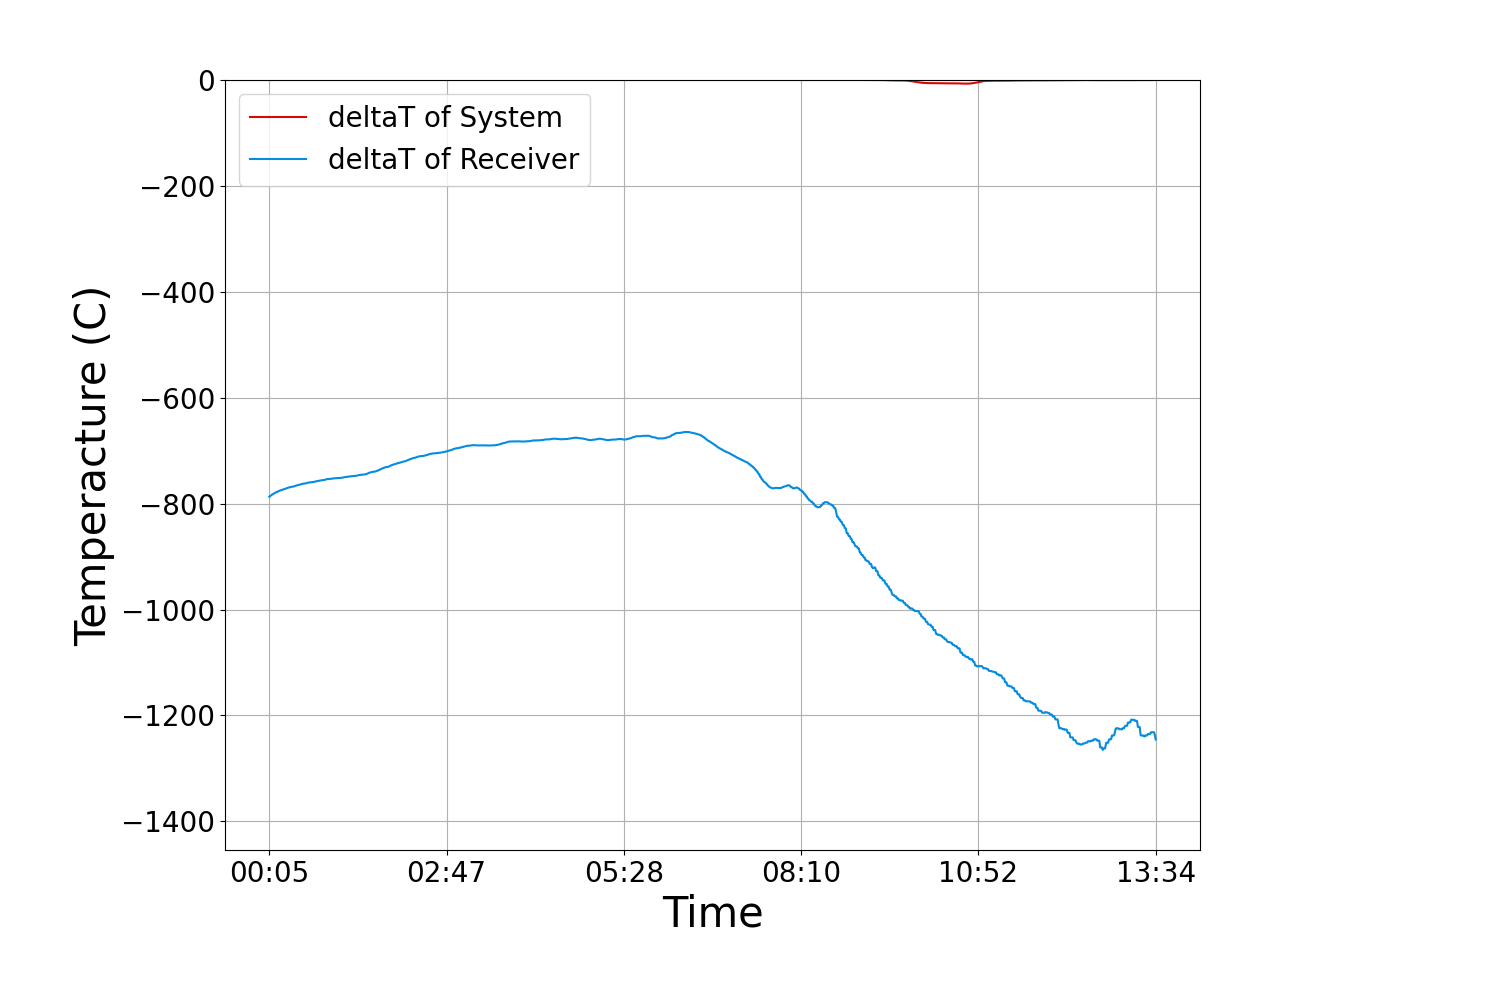 0
deltaT of System
deltaT of Receiver
−200
−400
−600
−800
−1000
−1200
−1400
Temperacture (C)
00:05 02:47 05:28 08:10 10:52 13:34
Time